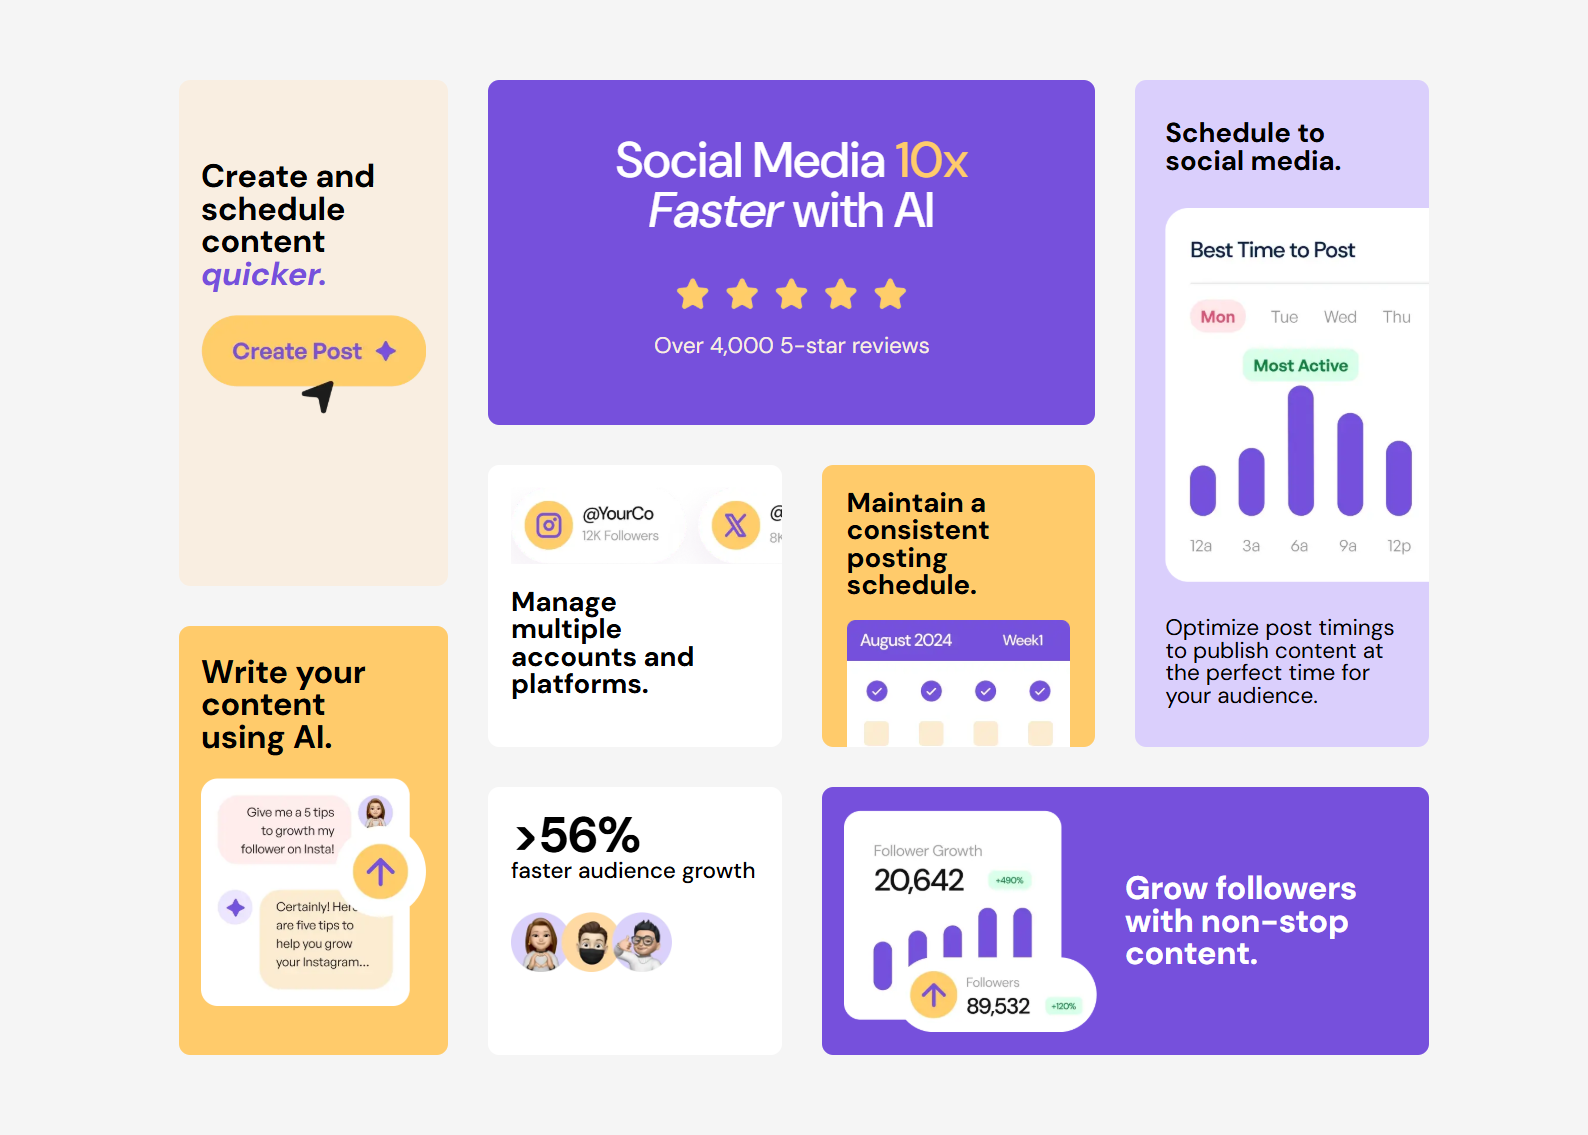 Create and
schedule
content
quicker.
Create Post
Social Media 10x
Faster with AI
Over 4,000 5-star reviews
Schedule to
social media.
Best Time to Post
Mon Tue Wed Thu
Most Active
12a 3a 6a 9a 12p
Optimize post timings
to publish content at
the perfect time for
your audience.
@YourCo
12K Followers
@
8K
Manage
multiple
accounts and
platforms.
Maintain a
consistent
posting
schedule.
August 2024 Week1
Write your
content
using AI.
Give me a 5 tips
to growth my
follower on Insta!
Certainly! Here
are five tips to
help you grow
your Instagram...
>56%
faster audience growth
Follower Growth
20,642 +490%
Followers
89,532 +120%
Grow followers
with non-stop
content.